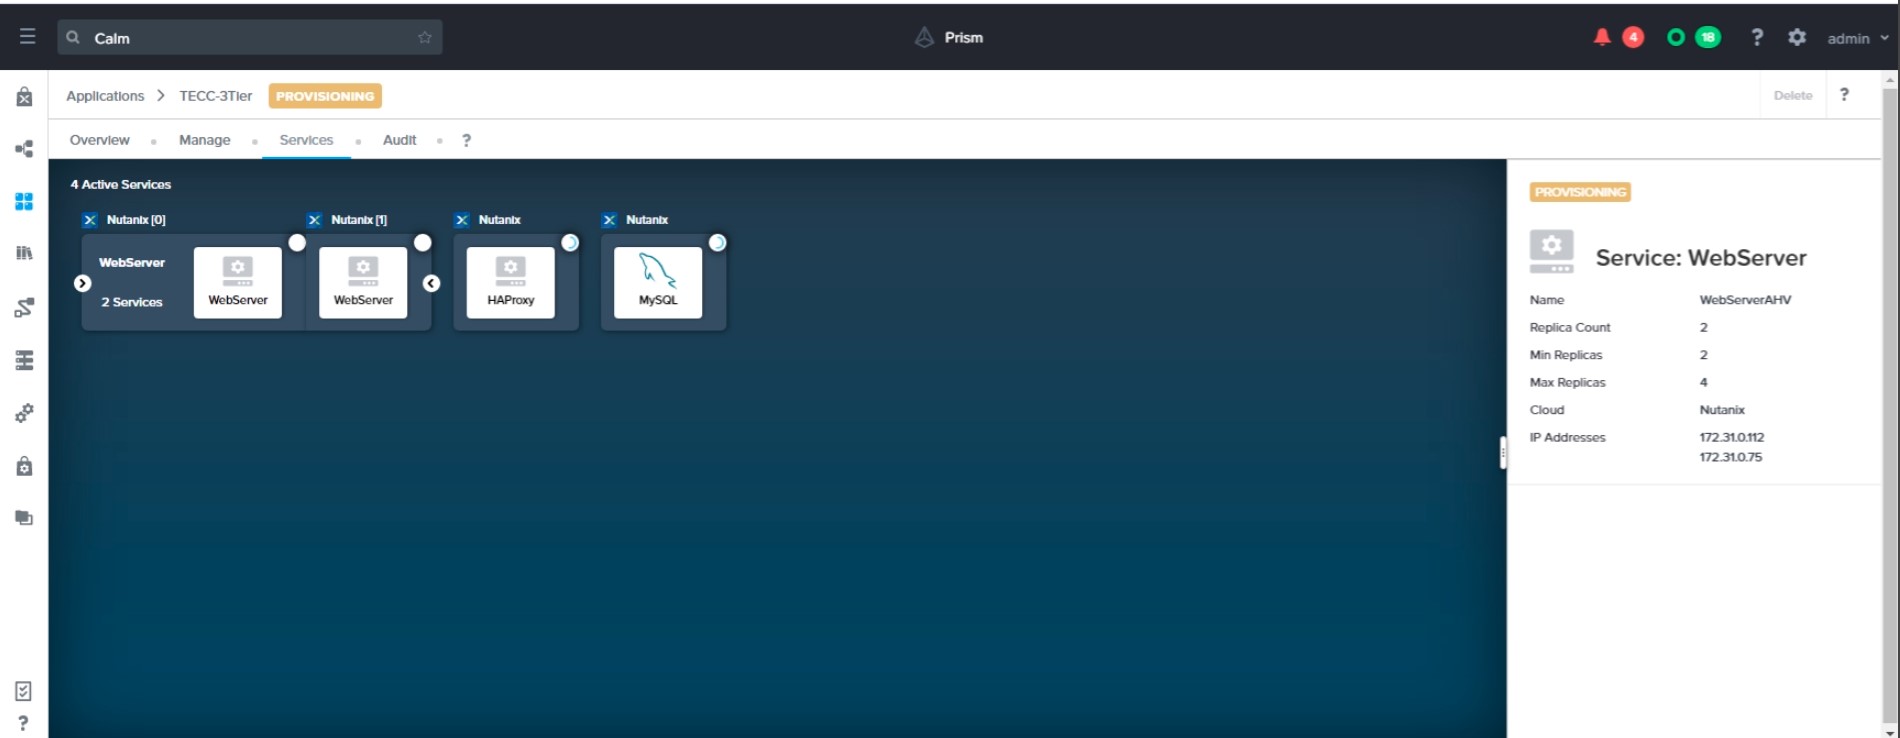 Calm
Prism
4
18
?
admin
Applications > TECC-3Tier PROVISIONING
Delete
?
Overview
Manage
Services
Audit
?
4 Active Services
Nutanix [0]
Nutanix [1]
Nutanix
Nutanix
WebServer
2 Services
WebServer
WebServer
HAProxy
MySQL
PROVISIONING
Service: WebServer
Name WebServerAHV
Replica Count 2
Min Replicas 2
Max Replicas 4
Cloud Nutanix
IP Addresses 172.31.0.112
172.31.0.75
?